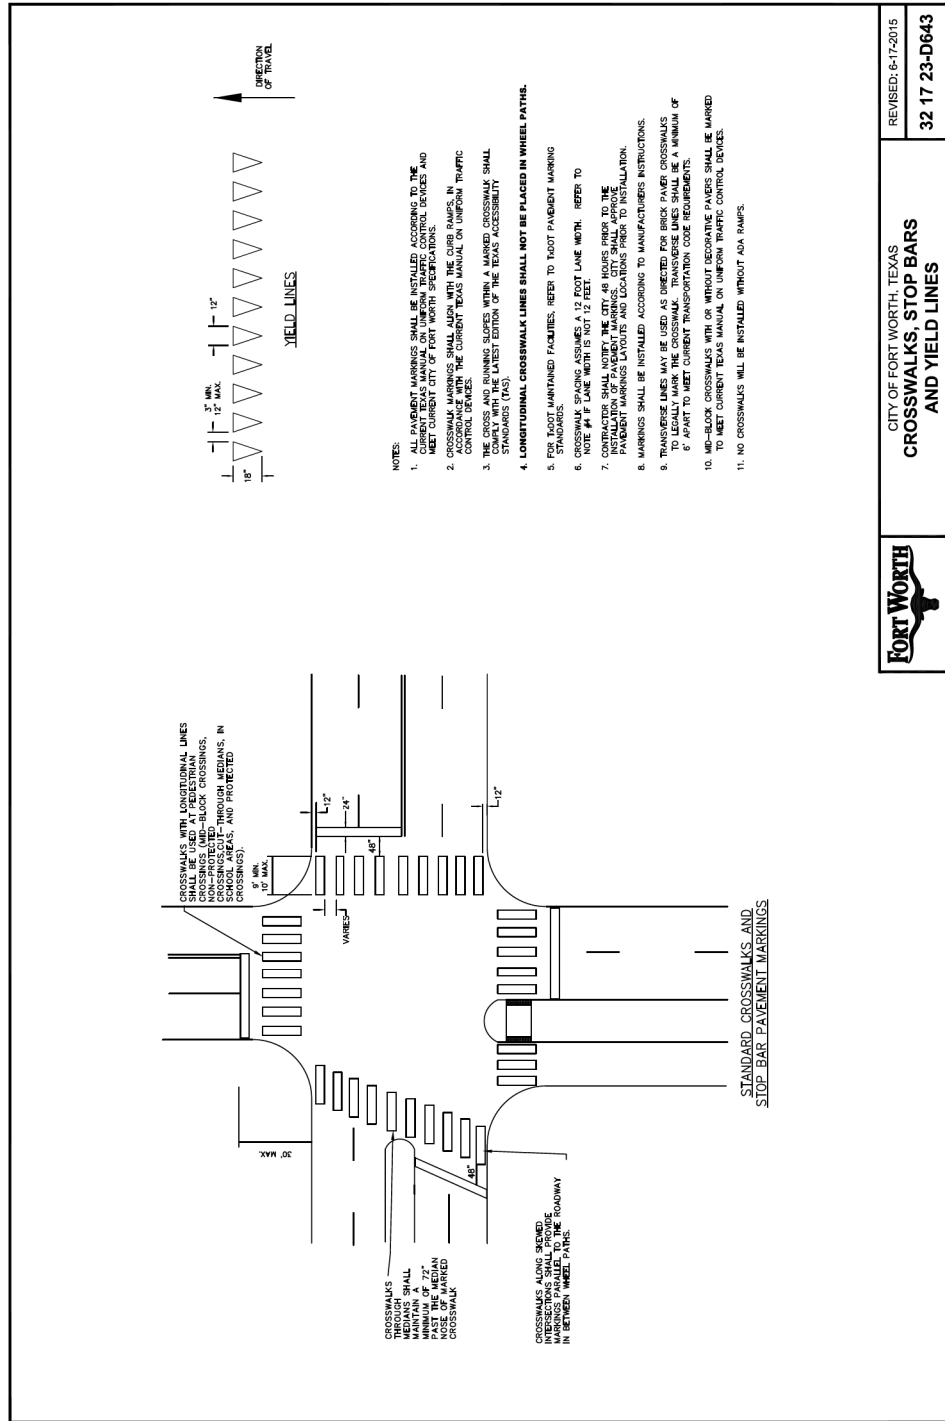 CROSSWALKS WITH LONGITUDINAL LINES
SHALL BE USED AT PEDESTRIAN
CROSSINGS (MID-BLOCK CROSSINGS,
NON-PROTECTED
CROSSINGS,CUT-THROUGH MEDIANS, IN
SCHOOL AREAS, AND PROTECTED
CROSSINGS).
30' MAX.
9' MIN.
10' MAX.
12"
24"
48"
VARIES
12"
48"
CROSSWALKS
THROUGH
MEDIANS SHALL
MAINTAIN A
MINIMUM OF 72"
PAST THE MEDIAN
NOSE OF MARKED
CROSSWALK
CROSSWALKS ALONG SKEWED
INTERSECTIONS SHALL PROVIDE
MARKINGS PARALLEL TO THE ROADWAY
IN BETWEEN WHEEL PATHS.
STANDARD CROSSWALKS AND
STOP BAR PAVEMENT MARKINGS
18"
3" MIN.
12" MAX.
12"
YIELD LINES
DIRECTION
OF TRAVEL
NOTES:
1. ALL PAVEMENT MARKINGS SHALL BE INSTALLED ACCORDING TO THE
CURRENT TEXAS MANUAL ON UNIFORM TRAFFIC CONTROL DEVICES AND
MEET CURRENT CITY OF FORT WORTH SPECIFICATIONS.
2. CROSSWALK MARKINGS SHALL ALIGN WITH THE CURB RAMPS, IN
ACCORDANCE WITH THE CURRENT TEXAS MANUAL ON UNIFORM TRAFFIC
CONTROL DEVICES.
3. THE CROSS AND RUNNING SLOPES WITHIN A MARKED CROSSWALK SHALL
COMPLY WITH THE LATEST EDITION OF THE TEXAS ACCESSIBILITY
STANDARDS (TAS).
4. LONGITUDINAL CROSSWALK LINES SHALL NOT BE PLACED IN WHEEL PATHS.
5. FOR TxDOT MAINTAINED FACILITIES, REFER TO TxDOT PAVEMENT MARKING
STANDARDS.
6. CROSSWALK SPACING ASSUMES A 12 FOOT LANE WIDTH. REFER TO
NOTE #4 IF LANE WIDTH IS NOT 12 FEET.
7. CONTRACTOR SHALL NOTIFY THE CITY 48 HOURS PRIOR TO THE
INSTALLATION OF PAVEMENT MARKINGS. CITY SHALL APPROVE
PAVEMENT MARKINGS LAYOUTS AND LOCATIONS PRIOR TO INSTALLATION.
8. MARKINGS SHALL BE INSTALLED ACCORDING TO MANUFACTURERS INSTRUCTIONS.
9. TRANSVERSE LINES MAY BE USED AS DIRECTED FOR BRICK PAVER CROSSWALKS
TO LEGALLY MARK THE CROSSWALK. TRANSVERSE LINES SHALL BE A MINIMUM OF
6' APART TO MEET CURRENT TRANSPORTATION CODE REQUIREMENTS.
10. MID-BLOCK CROSSWALKS WITH OR WITHOUT DECORATIVE PAVERS SHALL BE MARKED
TO MEET CURRENT TEXAS MANUAL ON UNIFORM TRAFFIC CONTROL DEVICES.
11. NO CROSSWALKS WILL BE INSTALLED WITHOUT ADA RAMPS.
FORT WORTH
CITY OF FORT WORTH, TEXAS
CROSSWALKS, STOP BARS
AND YIELD LINES
REVISED: 6-17-2015
32 17 23-D643